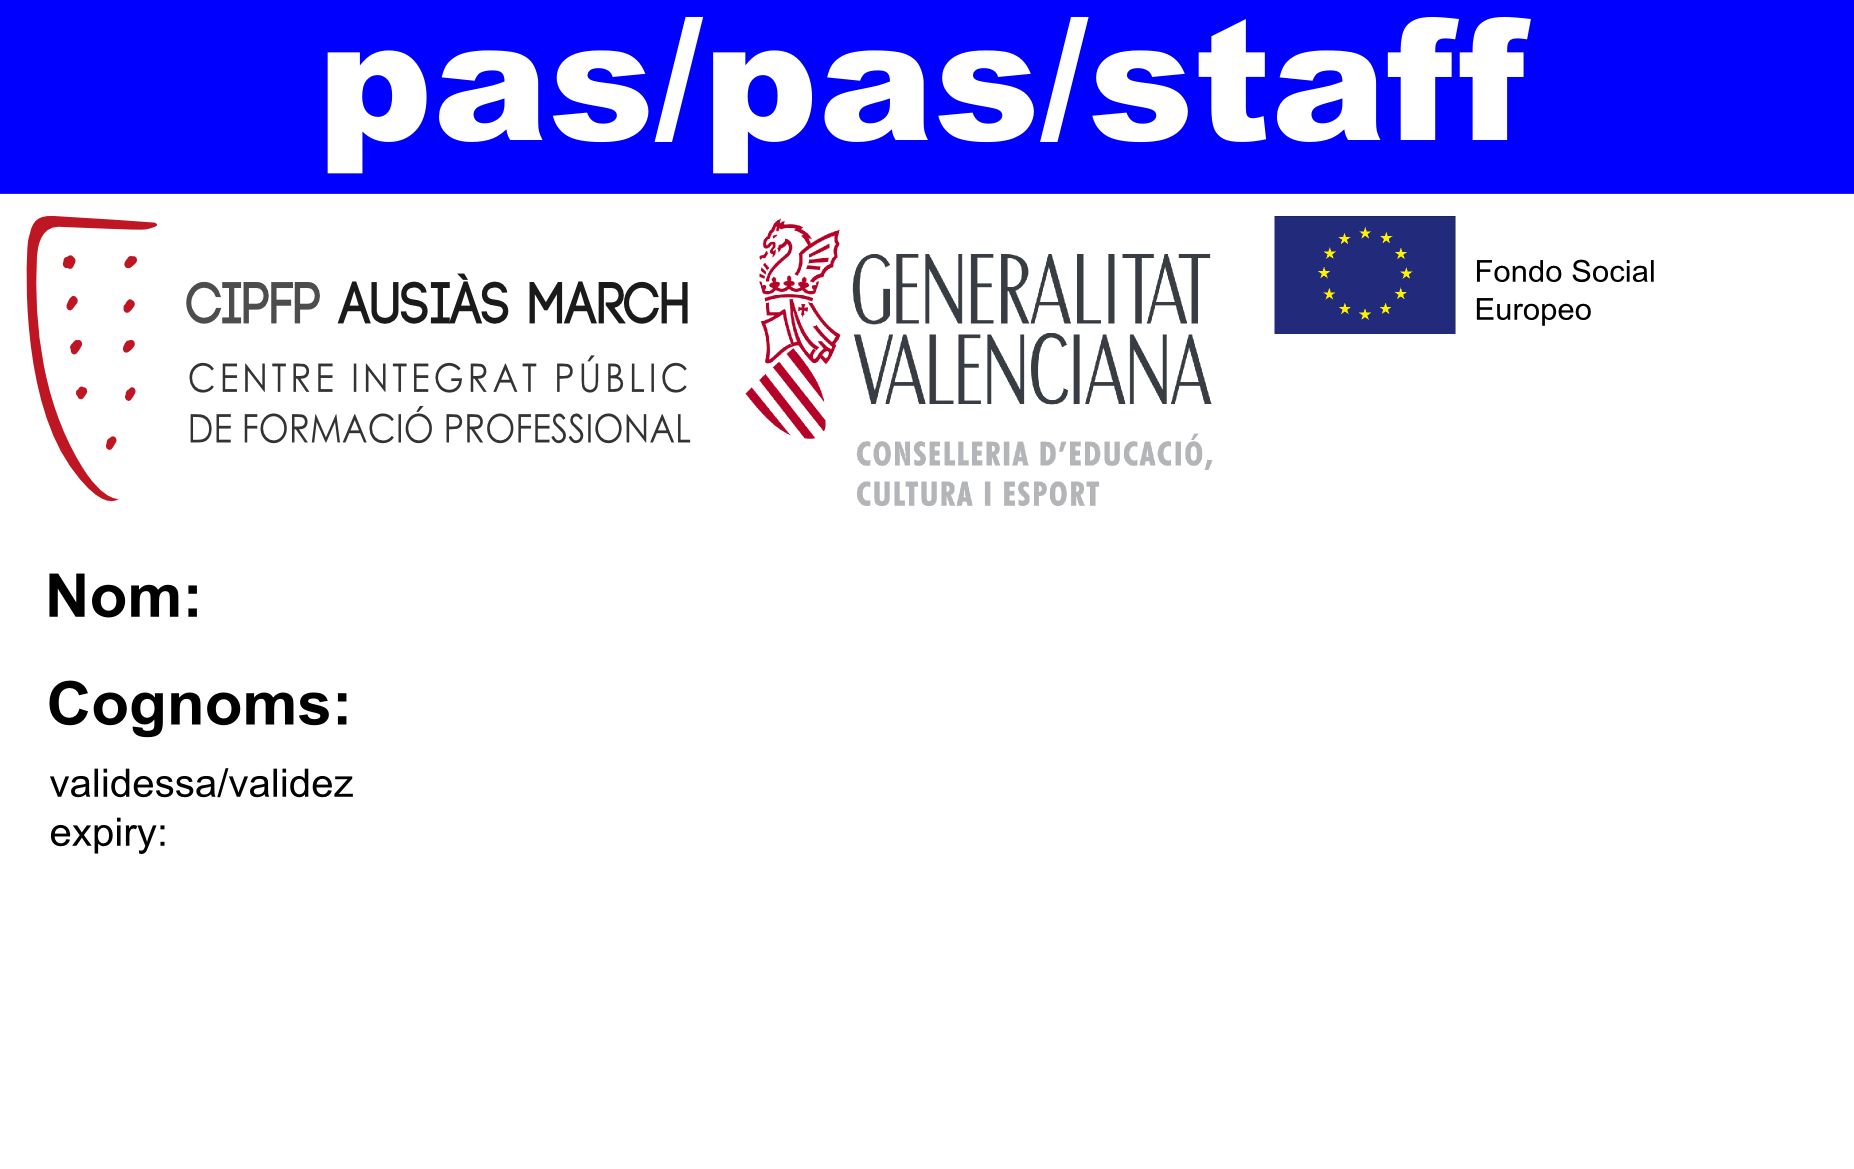 pas/pas/staff
CIPFP AUSIÀS MARCH
CENTRE INTEGRAT PÚBLIC
DE FORMACIÓ PROFESSIONAL
GENERALITAT
VALENCIANA
CONSELLERIA D'EDUCACIÓ,
CULTURA I ESPORT
Fondo Social
Europeo
Nom:
Cognoms:
validessa/validez
expiry: